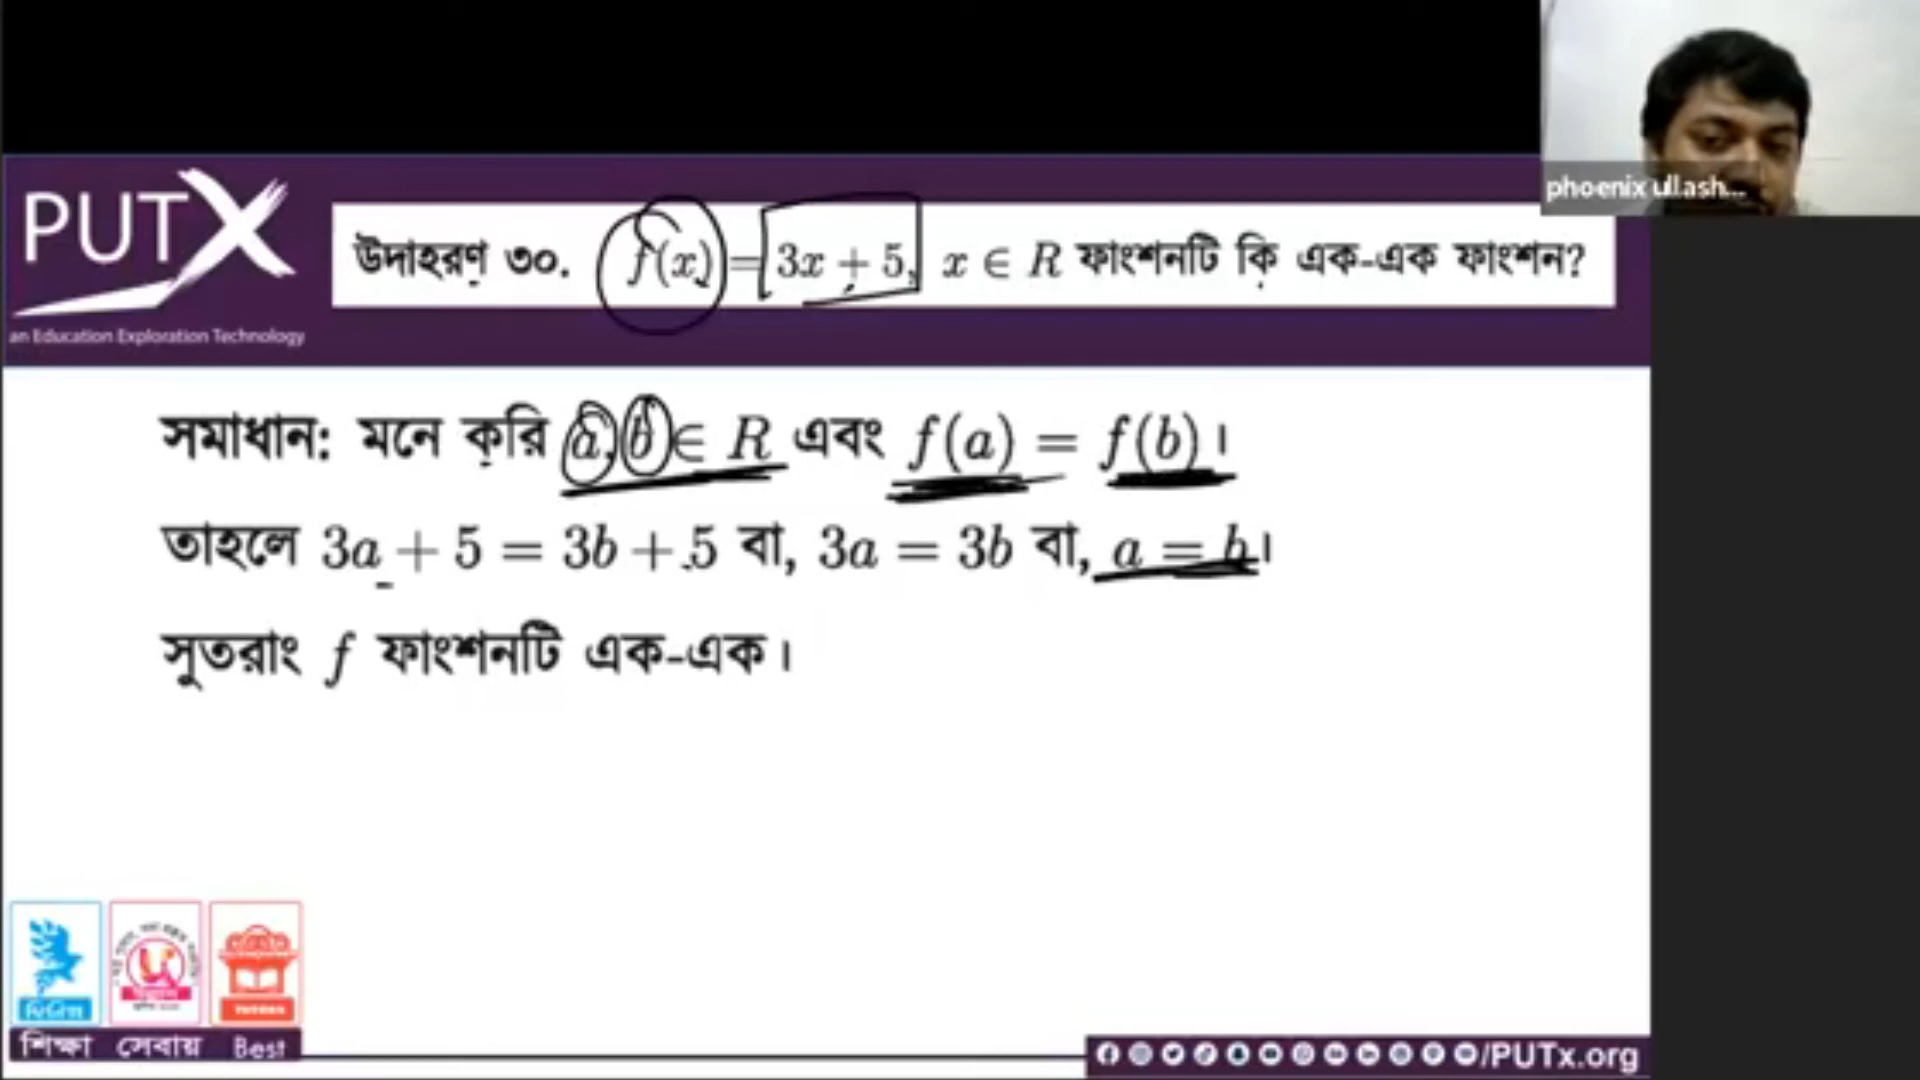 phoenix ullash...
PUTX
an Education Exploration Technology
উদাহরণ ৩০. f(x) = 3x + 5, x ∈ R ফাংশনটি কি এক-এক ফাংশন?
সমাধান: মনে করি a, b ∈ R এবং f(a) = f(b)।
তাহলে 3a + 5 = 3b + 5 বা, 3a = 3b বা, a = b।
সুতরাং f ফাংশনটি এক-এক।
শিক্ষা সেবায় Best
/PUTx.org